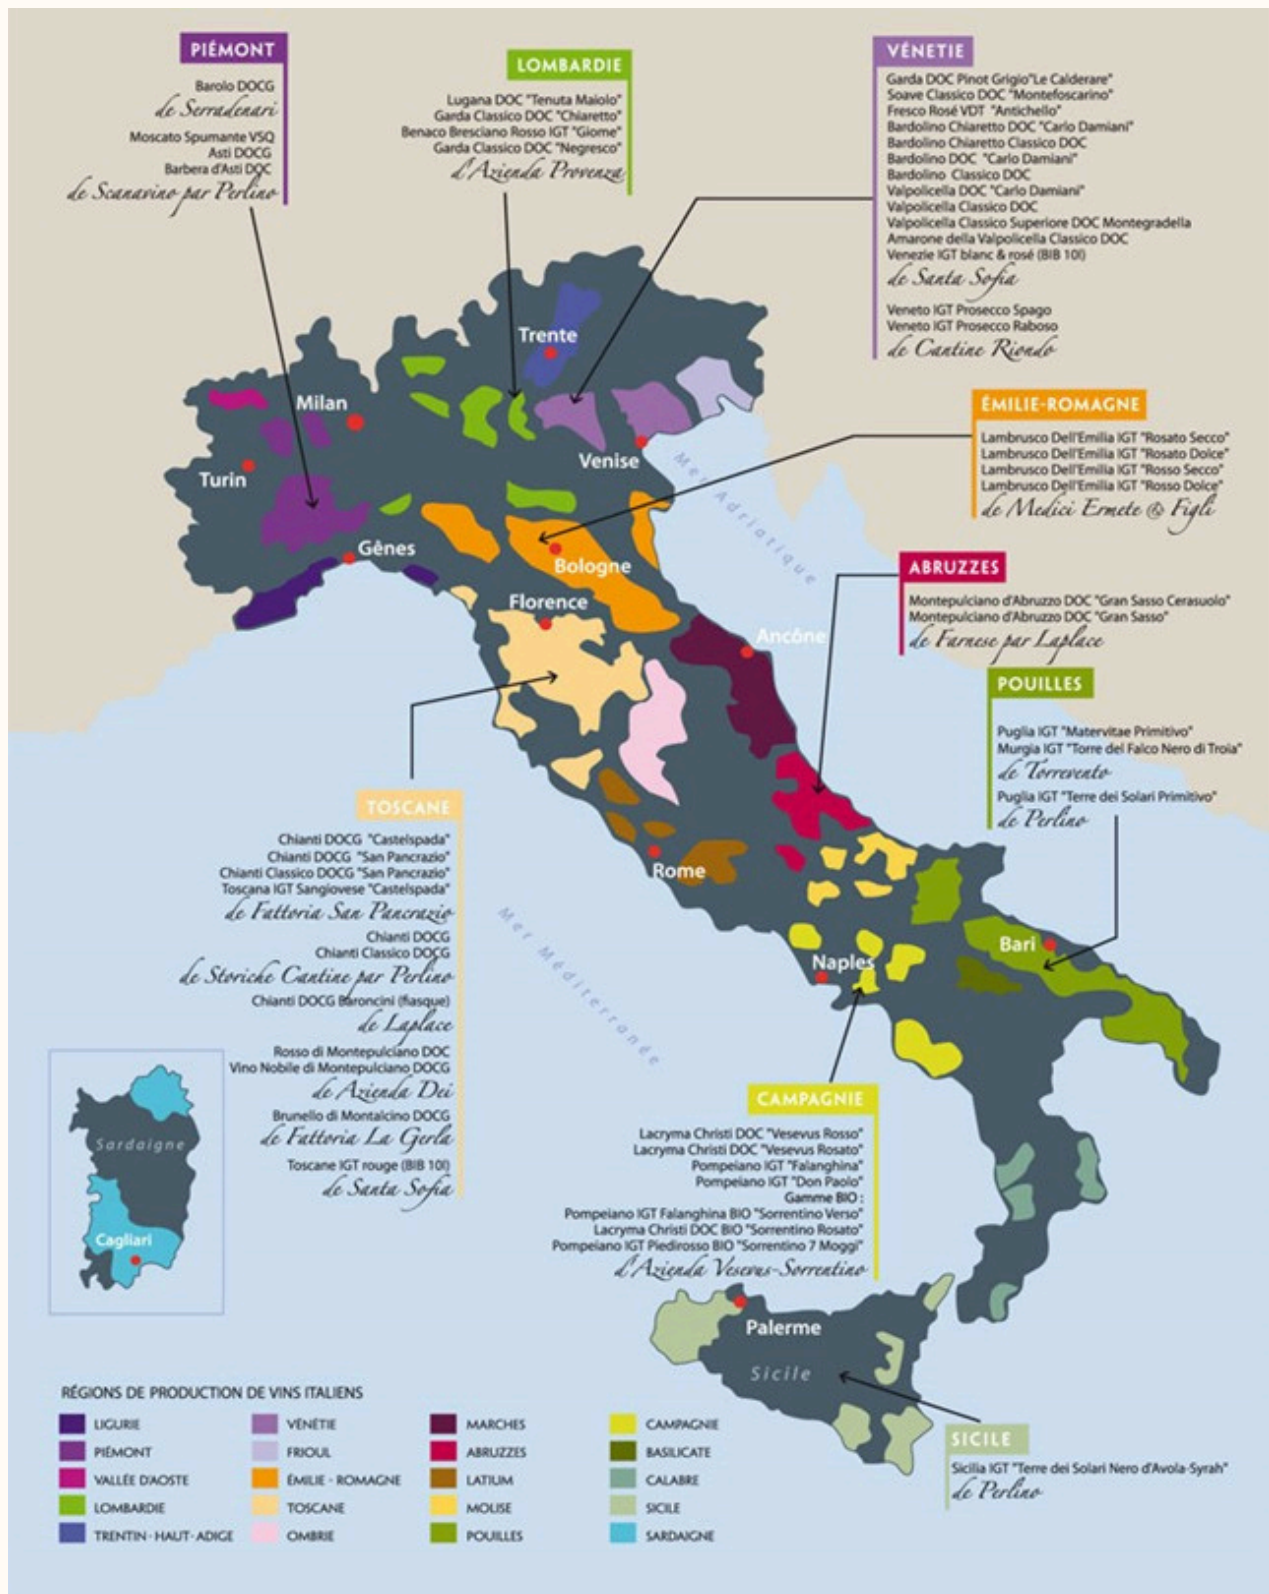 PIÉMONT
Barolo DOCG
de Serradenari
Moscato Spumante VSQ
Asti DOCG
Barbera d'Asti DOC
de Scanavino par Perlino
LOMBARDIE
Lugana DOC "Tenuta Maiolo"
Garda Classico DOC "Chiaretto"
Benaco Bresciano Rosso IGT "Giome"
Garda Classico DOC "Negresco"
d'Azienda Provenza
VÉNETIE
Garda DOC Pinot Grigio"Le Calderare"
Soave Classico DOC "Montefoscarino"
Fresco Rosé VDT "Antichello"
Bardolino Chiaretto DOC "Carlo Damiani"
Bardolino Chiaretto Classico DOC
Bardolino DOC "Carlo Damiani"
Bardolino Classico DOC
Valpolicella DOC "Carlo Damiani"
Valpolicella Classico DOC
Valpolicella Classico Superiore DOC Montegradella
Amarone della Valpolicella Classico DOC
Venezie IGT blanc & rosé (BIB 10l)
de Santa Sofia
Veneto IGT Prosecco Spago
Veneto IGT Prosecco Raboso
de Cantine Riondo
ÉMILIE-ROMAGNE
Lambrusco Dell'Emilia IGT "Rosato Secco"
Lambrusco Dell'Emilia IGT "Rosato Dolce"
Lambrusco Dell'Emilia IGT "Rosso Secco"
Lambrusco Dell'Emilia IGT "Rosso Dolce"
de Medici Ermete & Figli
ABRUZZES
Montepulciano d'Abruzzo DOC "Gran Sasso Cerasuolo"
Montepulciano d'Abruzzo DOC "Gran Sasso"
de Farnese par Laplace
POUILLES
Puglia IGT "Matervitae Primitivo"
Murgia IGT "Torre del Falco Nero di Troia"
de Torrevento
Puglia IGT "Terre dei Solari Primitivo"
de Perlino
Trente
Milan
Venise
Turin
Gênes
Bologne
Florence
Ancône
Rome
Bari
Naples
Mer Adriatique
Mer Méditerranée
TOSCANE
Chianti DOCG "Castelspada"
Chianti DOCG "San Pancrazio"
Chianti Classico DOCG "San Pancrazio"
Toscana IGT Sangiovese "Castelspada"
de Fattoria San Pancrazio
Chianti DOCG
Chianti Classico DOCG
de Storiche Cantine par Perlino
Chianti DOCG Baroncini (fiasque)
de Laplace
Rosso di Montepulciano DOC
Vino Nobile di Montepulciano DOCG
de Azienda Dei
Brunello di Montalcino DOCG
de Fattoria La Gerla
Toscane IGT rouge (BIB 10l)
de Santa Sofia
Sardaigne
Cagliari
CAMPAGNIE
Lacryma Christi DOC "Vesevus Rosso"
Lacryma Christi DOC "Vesevus Rosato"
Pompeiano IGT "Falanghina"
Pompeiano IGT "Don Paolo"
Gamme BIO :
Pompeiano IGT Falanghina BIO "Sorrentino Verso"
Lacryma Christi DOC BIO "Sorrentino Rosato"
Pompeiano IGT Piedirosso BIO "Sorrentino 7 Moggi"
d'Azienda Vesevus-Sorrentino
Palerme
Sicile
SICILE
Sicilia IGT "Terre dei Solari Nero d'Avola-Syrah"
de Perlino
RÉGIONS DE PRODUCTION DE VINS ITALIENS
LIGURIE
PIÉMONT
VALLÉE D'AOSTE
LOMBARDIE
TRENTIN - HAUT - ADIGE
VÉNÉTIE
FRIOUL
ÉMILIE - ROMAGNE
TOSCANE
OMBRIE
MARCHES
ABRUZZES
LATIUM
MOLISE
POUILLES
CAMPAGNIE
BASILICATE
CALABRE
SICILE
SARDAIGNE